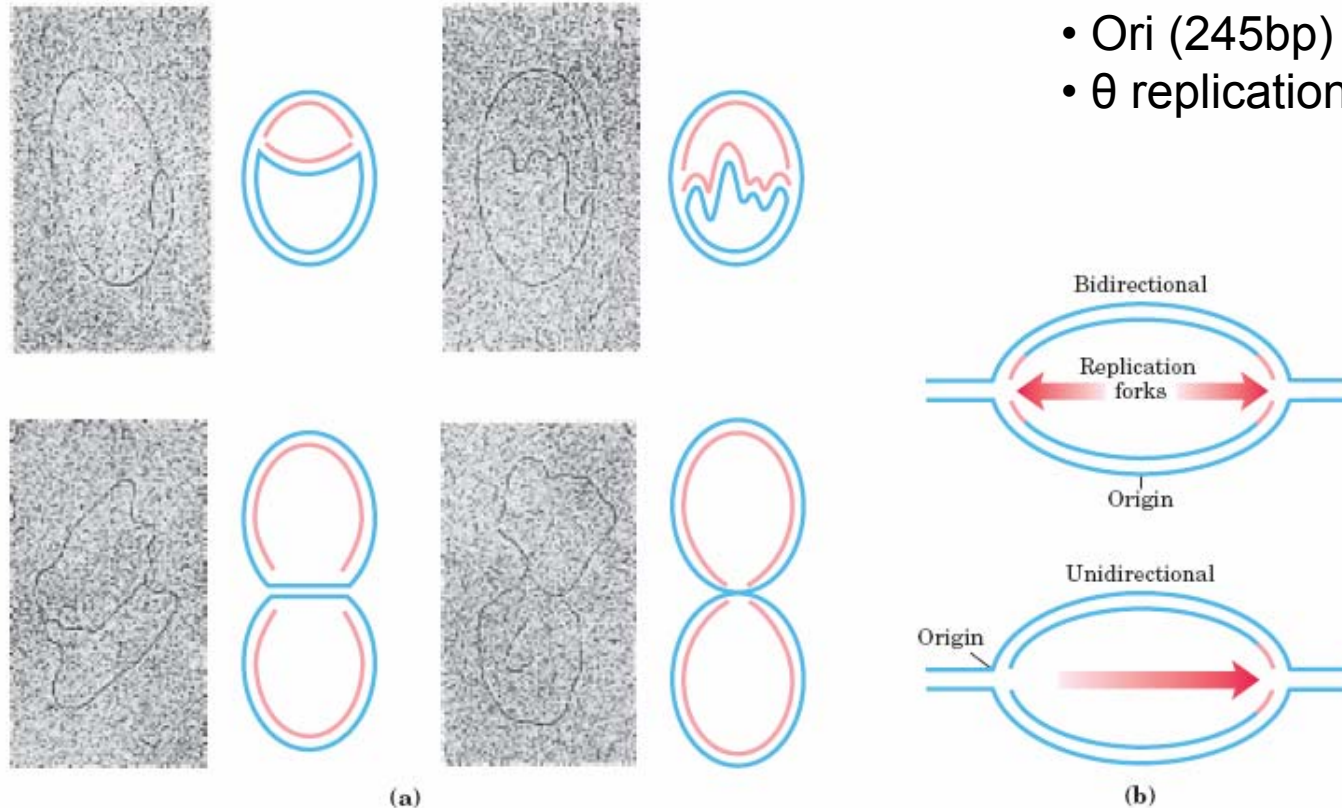 • Ori (245bp)
• θ replication
Bidirectional
Replication
forks
Origin
Unidirectional
Origin
(a)
(b)